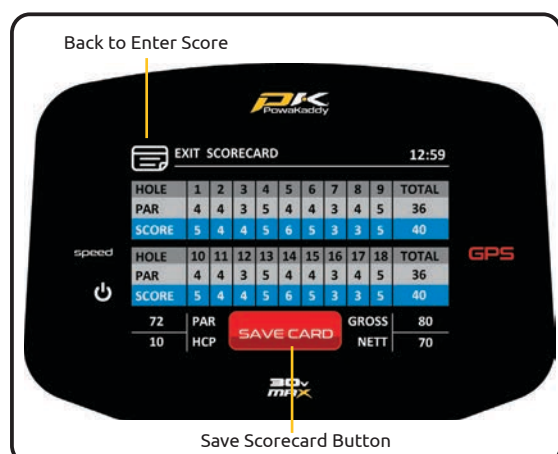 Back to Enter Score
PK
PowaKaddy
EXIT SCORECARD 12:59
HOLE 1 2 3 4 5 6 7 8 9 TOTAL
PAR 4 4 3 5 4 4 3 4 5 36
SCORE 5 4 4 5 6 5 3 3 5 40
speed
GPS
HOLE 10 11 12 13 14 15 16 17 18 TOTAL
PAR 4 4 3 5 4 4 3 4 5 36
SCORE 5 4 4 5 6 5 3 3 5 40
72 PAR SAVE CARD GROSS 80
10 HCP NETT 70
30v
MAX
Save Scorecard Button